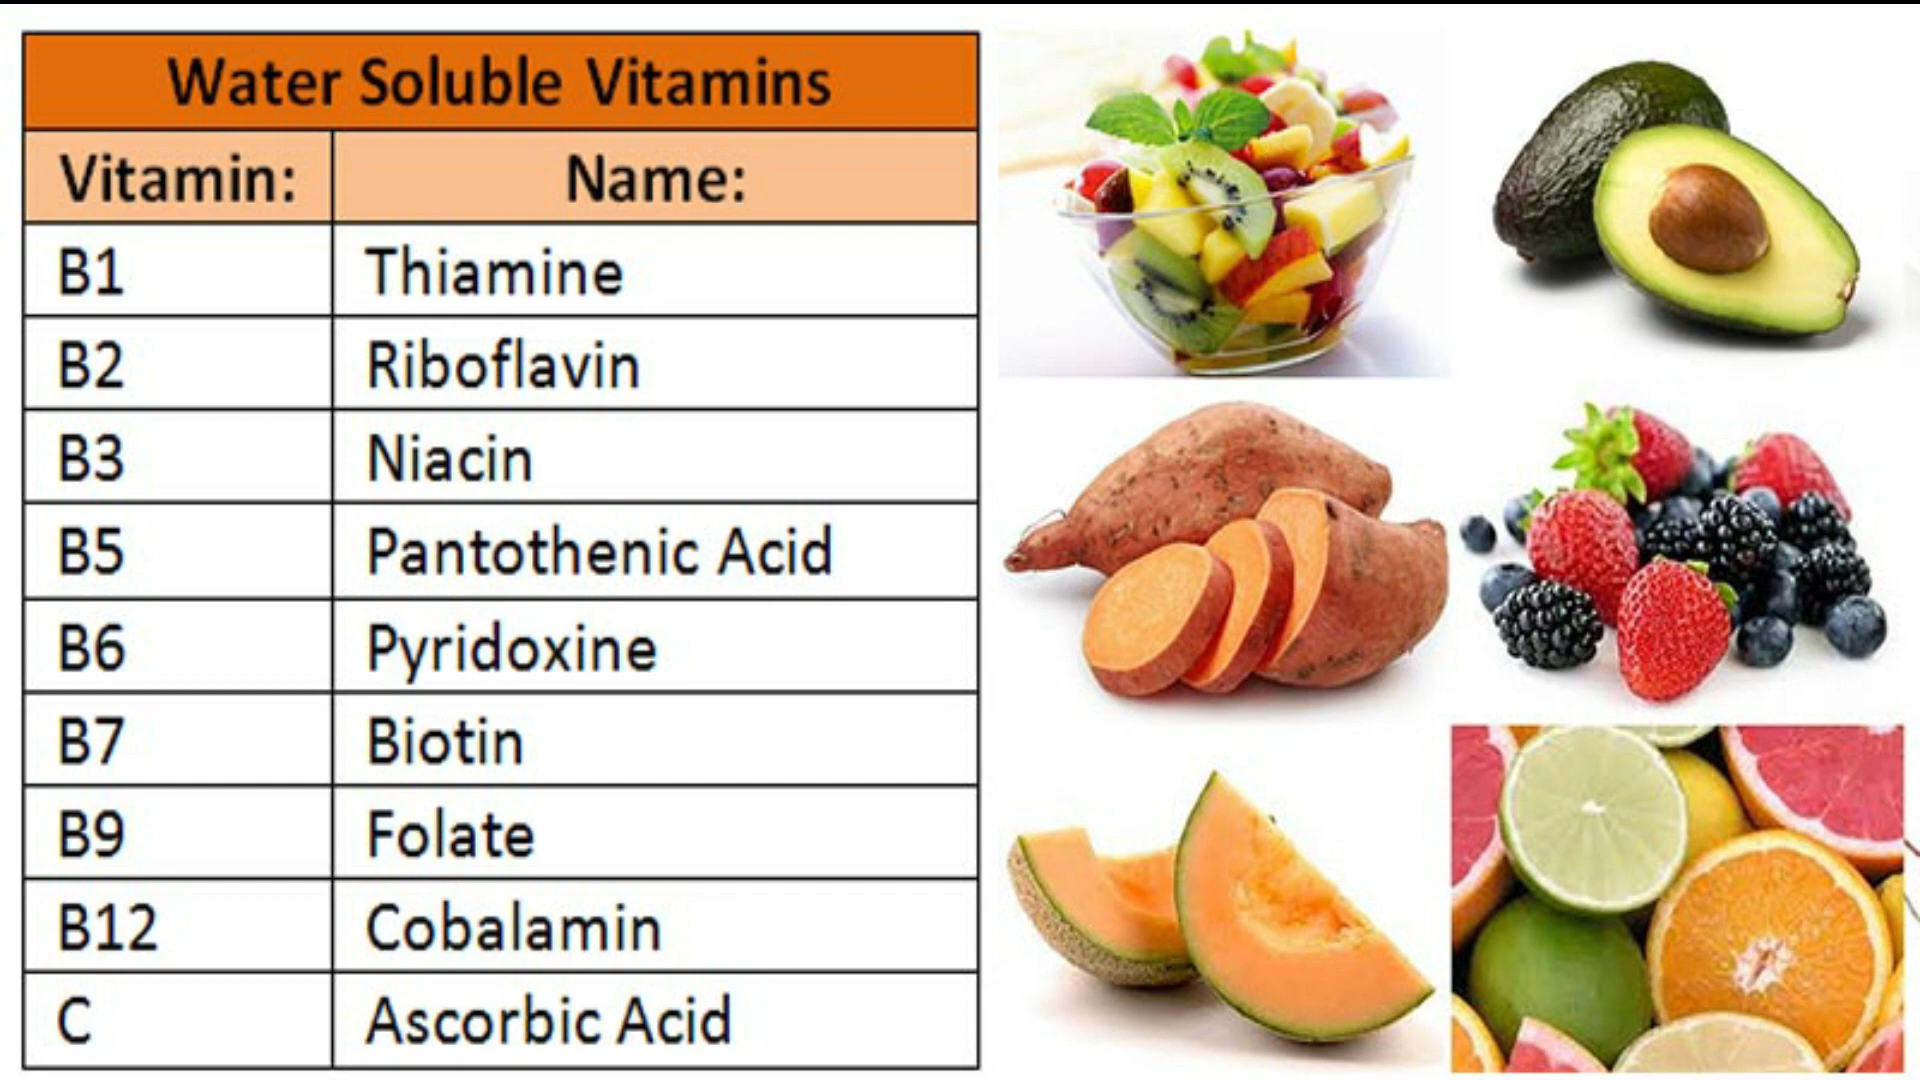 Water Soluble Vitamins
Vitamin: Name:
B1 Thiamine
B2 Riboflavin
B3 Niacin
B5 Pantothenic Acid
B6 Pyridoxine
B7 Biotin
B9 Folate
B12 Cobalamin
C Ascorbic Acid